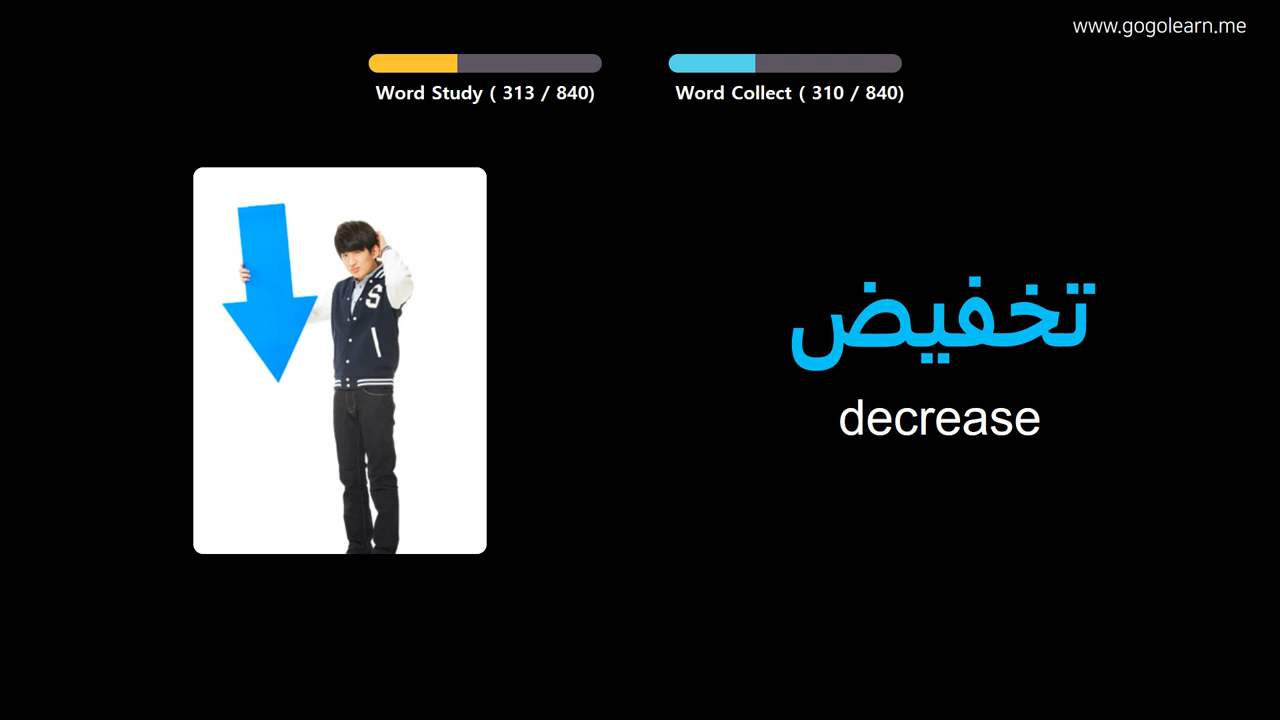 www.gogolearn.me
Word Study ( 313 / 840)
Word Collect ( 310 / 840)
S
تخفيض
decrease